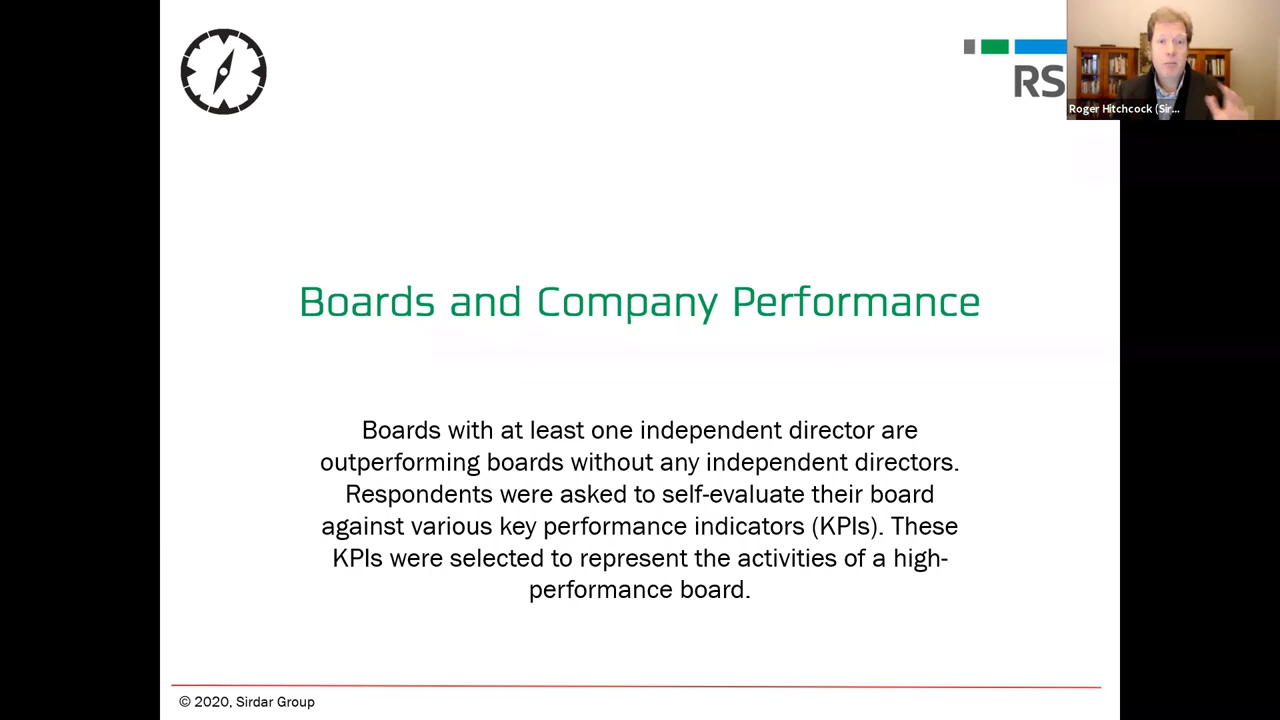 RS
Roger Hitchcock (Sir...
Boards and Company Performance
Boards with at least one independent director are
outperforming boards without any independent directors.
Respondents were asked to self-evaluate their board
against various key performance indicators (KPIs). These
KPIs were selected to represent the activities of a high-
performance board.
© 2020, Sirdar Group